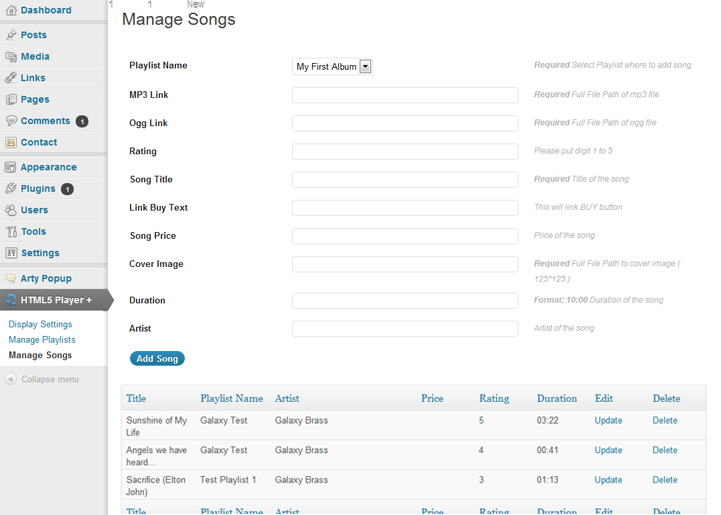 1 1 New
Dashboard
Posts
Media
Links
Pages
Comments 1
Contact
Appearance
Plugins 1
Users
Tools
Settings
Arty Popup
HTML5 Player +
Display Settings
Manage Playlists
Manage Songs
Collapse menu
Manage Songs
Playlist Name My First Album Required Select Playlist where to add song
MP3 Link Required Full File Path of mp3 file
Ogg Link Required Full File Path of ogg file
Rating Please put digit 1 to 5
Song Title Required Title of the song
Link Buy Text This will link BUY button
Song Price Price of the song
Cover Image Required Full File Path to cover image (
125*125 )
Duration Format: 10:00 Duration of the song
Artist Artist of the song
Add Song
Title Playlist Name Artist Price Rating Duration Edit Delete
Sunshine of My Galaxy Test Galaxy Brass 5 03:22 Update Delete
Life
Angels we have Galaxy Test Galaxy Brass 4 00:41 Update Delete
heard...
Sacrifice (Elton Test Playlist 1 Galaxy Brass 3 01:13 Update Delete
John)
Title Playlist Name Artist Price Rating Duration Edit Delete